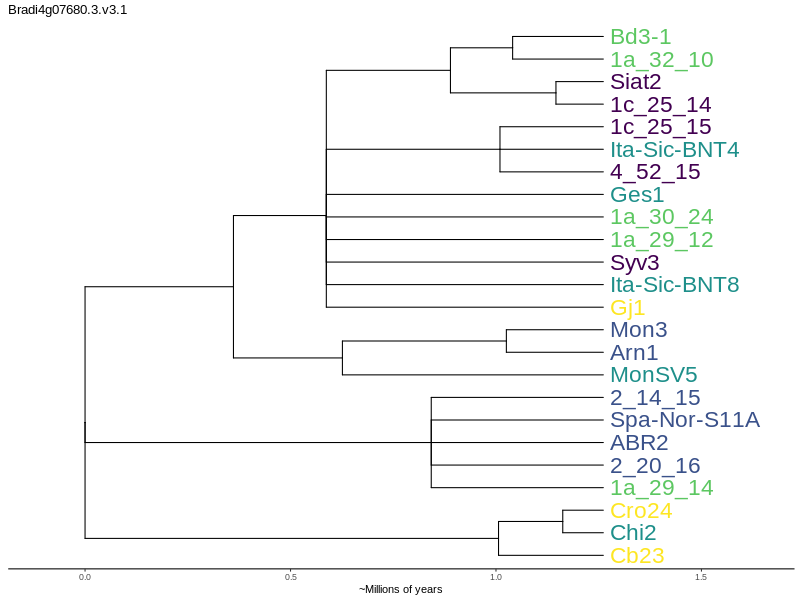 Bradi4g07680.3.v3.1
Bd3-1
1a_32_10
Siat2
1c_25_14
1c_25_15
Ita-Sic-BNT4
4_52_15
Ges1
1a_30_24
1a_29_12
Syv3
Ita-Sic-BNT8
Gj1
Mon3
Arn1
MonSV5
2_14_15
Spa-Nor-S11A
ABR2
2_20_16
1a_29_14
Cro24
Chi2
Cb23
0.0 0.5 1.0 1.5
~Millions of years